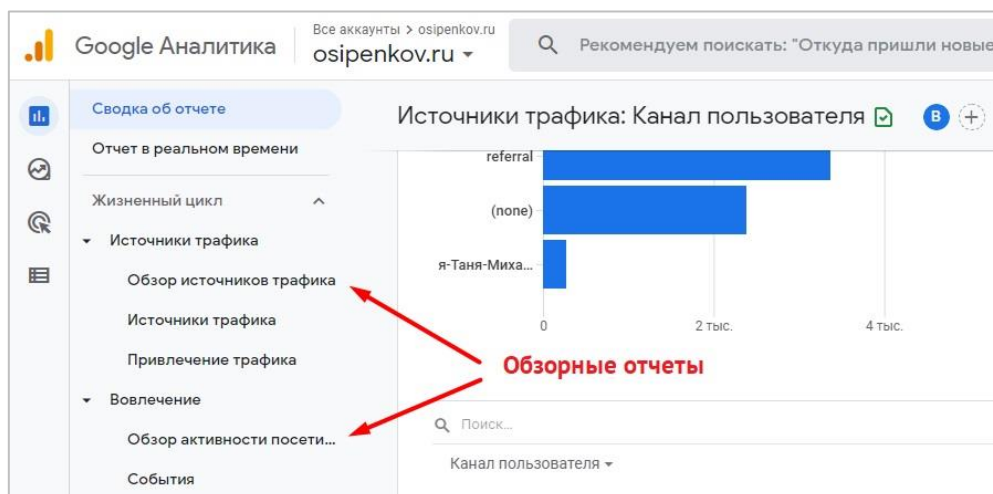 Google Аналитика
Все аккаунты > osipenkov.ru
osipenkov.ru
Рекомендуем поискать: "Откуда пришли новые
Сводка об отчете
Отчет в реальном времени
Жизненный цикл
Источники трафика
Обзор источников трафика
Источники трафика
Привлечение трафика
Вовлечение
Обзор активности посети...
События
Источники трафика: Канал пользователя
B
referral
(none)
я-Таня-Миха...
0
2 тыс.
4 тыс.
Обзорные отчеты
Поиск...
Канал пользователя